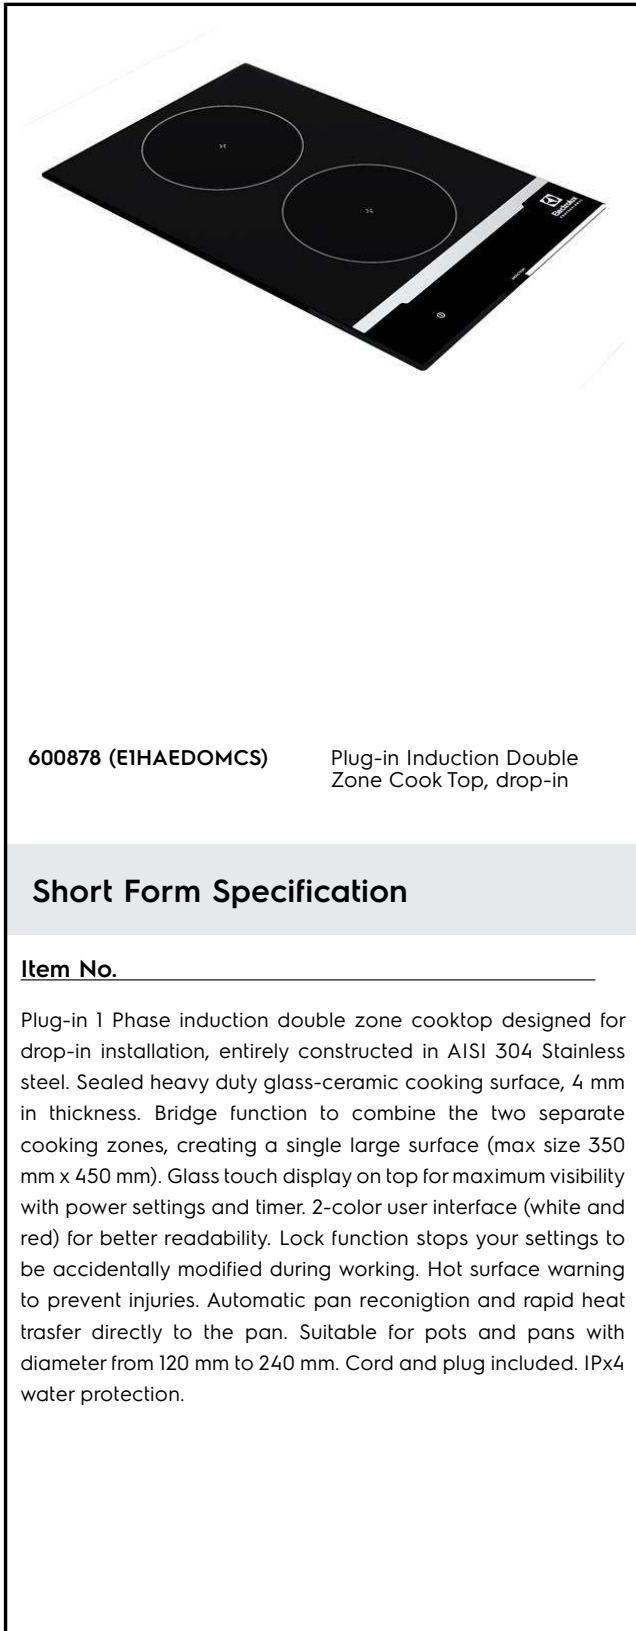 Electrolux
PROFESSIONAL
600878 (E1HAEDOMCS)
Plug-in Induction Double
Zone Cook Top, drop-in
Short Form Specification
Item No.
Plug-in 1 Phase induction double zone cooktop designed for
drop-in installation, entirely constructed in AISI 304 Stainless
steel. Sealed heavy duty glass-ceramic cooking surface, 4 mm
in thickness. Bridge function to combine the two separate
cooking zones, creating a single large surface (max size 350
mm x 450 mm). Glass touch display on top for maximum visibility
with power settings and timer. 2-color user interface (white and
red) for better readability. Lock function stops your settings to
be accidentally modified during working. Hot surface warning
to prevent injuries. Automatic pan reconigtion and rapid heat
trasfer directly to the pan. Suitable for pots and pans with
diameter from 120 mm to 240 mm. Cord and plug included. IPx4
water protection.